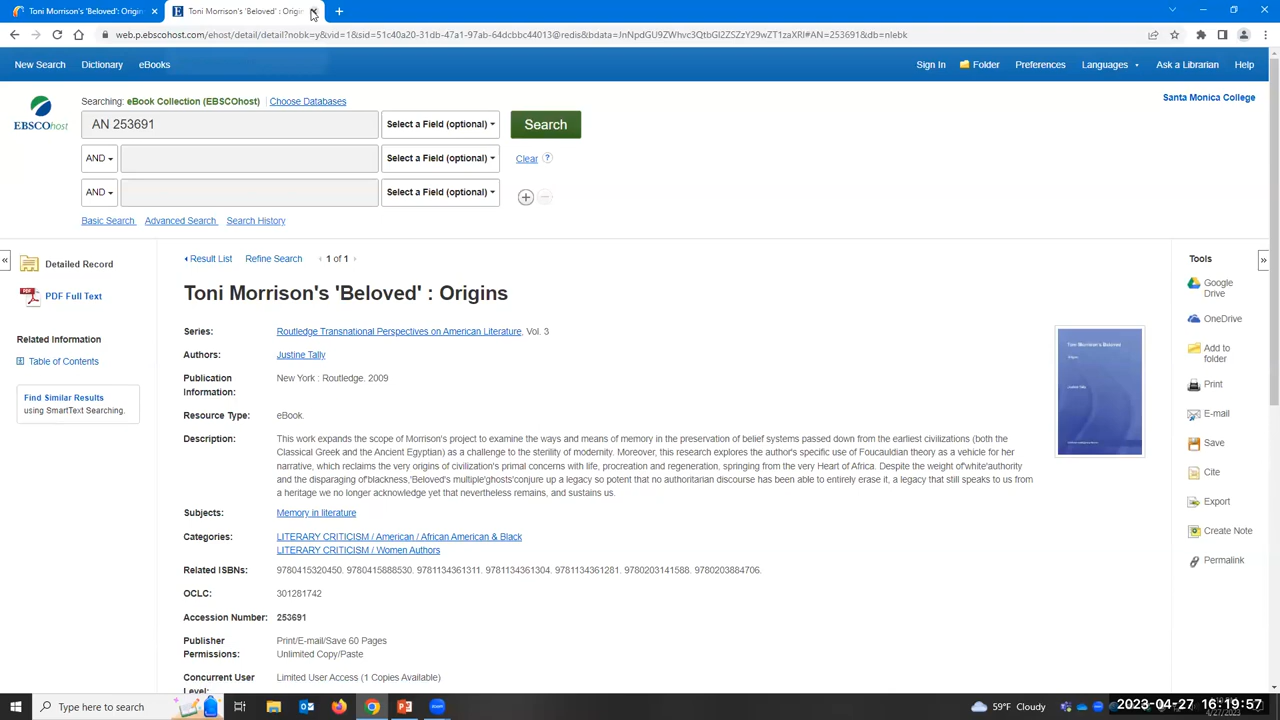 Toni Morrison's 'Beloved' : Origin
Toni Morrison's 'Beloved' : Origin
web.p.ebscohost.com/ehost/detail/detail?nobk=y&vid=1&sid=51c40a20-31db-47a1-97ab-64dcbbc44013@redis&bdata=JnNpdGU9ZWhvc3QtbGl2ZSZzY29wZT1zaXRl#AN=253691&db=nlebk
New Search Dictionary eBooks Sign In Folder Preferences Languages Ask a Librarian Help
Searching: eBook Collection (EBSCOhost) Choose Databases
Santa Monica College
EBSCOhost
AN 253691 Select a Field (optional) Search
AND Select a Field (optional) Clear ?
AND Select a Field (optional)
Basic Search Advanced Search Search History
Detailed Record
PDF Full Text
Related Information
Table of Contents
Find Similar Results
using SmartText Searching.
Result List Refine Search 1 of 1
Toni Morrison's 'Beloved' : Origins
Series: Routledge Transnational Perspectives on American Literature, Vol. 3
Authors: Justine Tally
Publication Information: New York : Routledge. 2009
Resource Type: eBook.
Description: This work expands the scope of Morrison's project to examine the ways and means of memory in the preservation of belief systems passed down from the earliest civilizations (both the
Classical Greek and the Ancient Egyptian) as a challenge to the sterility of modernity. Moreover, this research explores the author's specific use of Foucauldian theory as a vehicle for her
narrative, which reclaims the very origins of civilization's primal concerns with life, procreation and regeneration, springing from the very Heart of Africa. Despite the weight of'white'authority
and the disparaging of'blackness,'Beloved's multiple'ghosts'conjure up a legacy so potent that no authoritarian discourse has been able to entirely erase it, a legacy that still speaks to us from
a heritage we no longer acknowledge yet that nevertheless remains, and sustains us.
Subjects: Memory in literature
Categories: LITERARY CRITICISM / American / African American & Black
LITERARY CRITICISM / Women Authors
Related ISBNs: 9780415320450. 9780415888530. 9781134361311. 9781134361304. 9781134361281. 9780203141588. 9780203884706.
OCLC: 301281742
Accession Number: 253691
Publisher Permissions: Print/E-mail/Save 60 Pages
Unlimited Copy/Paste
Concurrent User Level: Limited User Access (1 Copies Available)
Toni Morrison's Beloved
Origins
Justine Tally
Tools
Google
Drive
OneDrive
Add to
folder
Print
E-mail
Save
Cite
Export
Create Note
Permalink
Type here to search
59°F Cloudy
2023-04-27 16:19:57